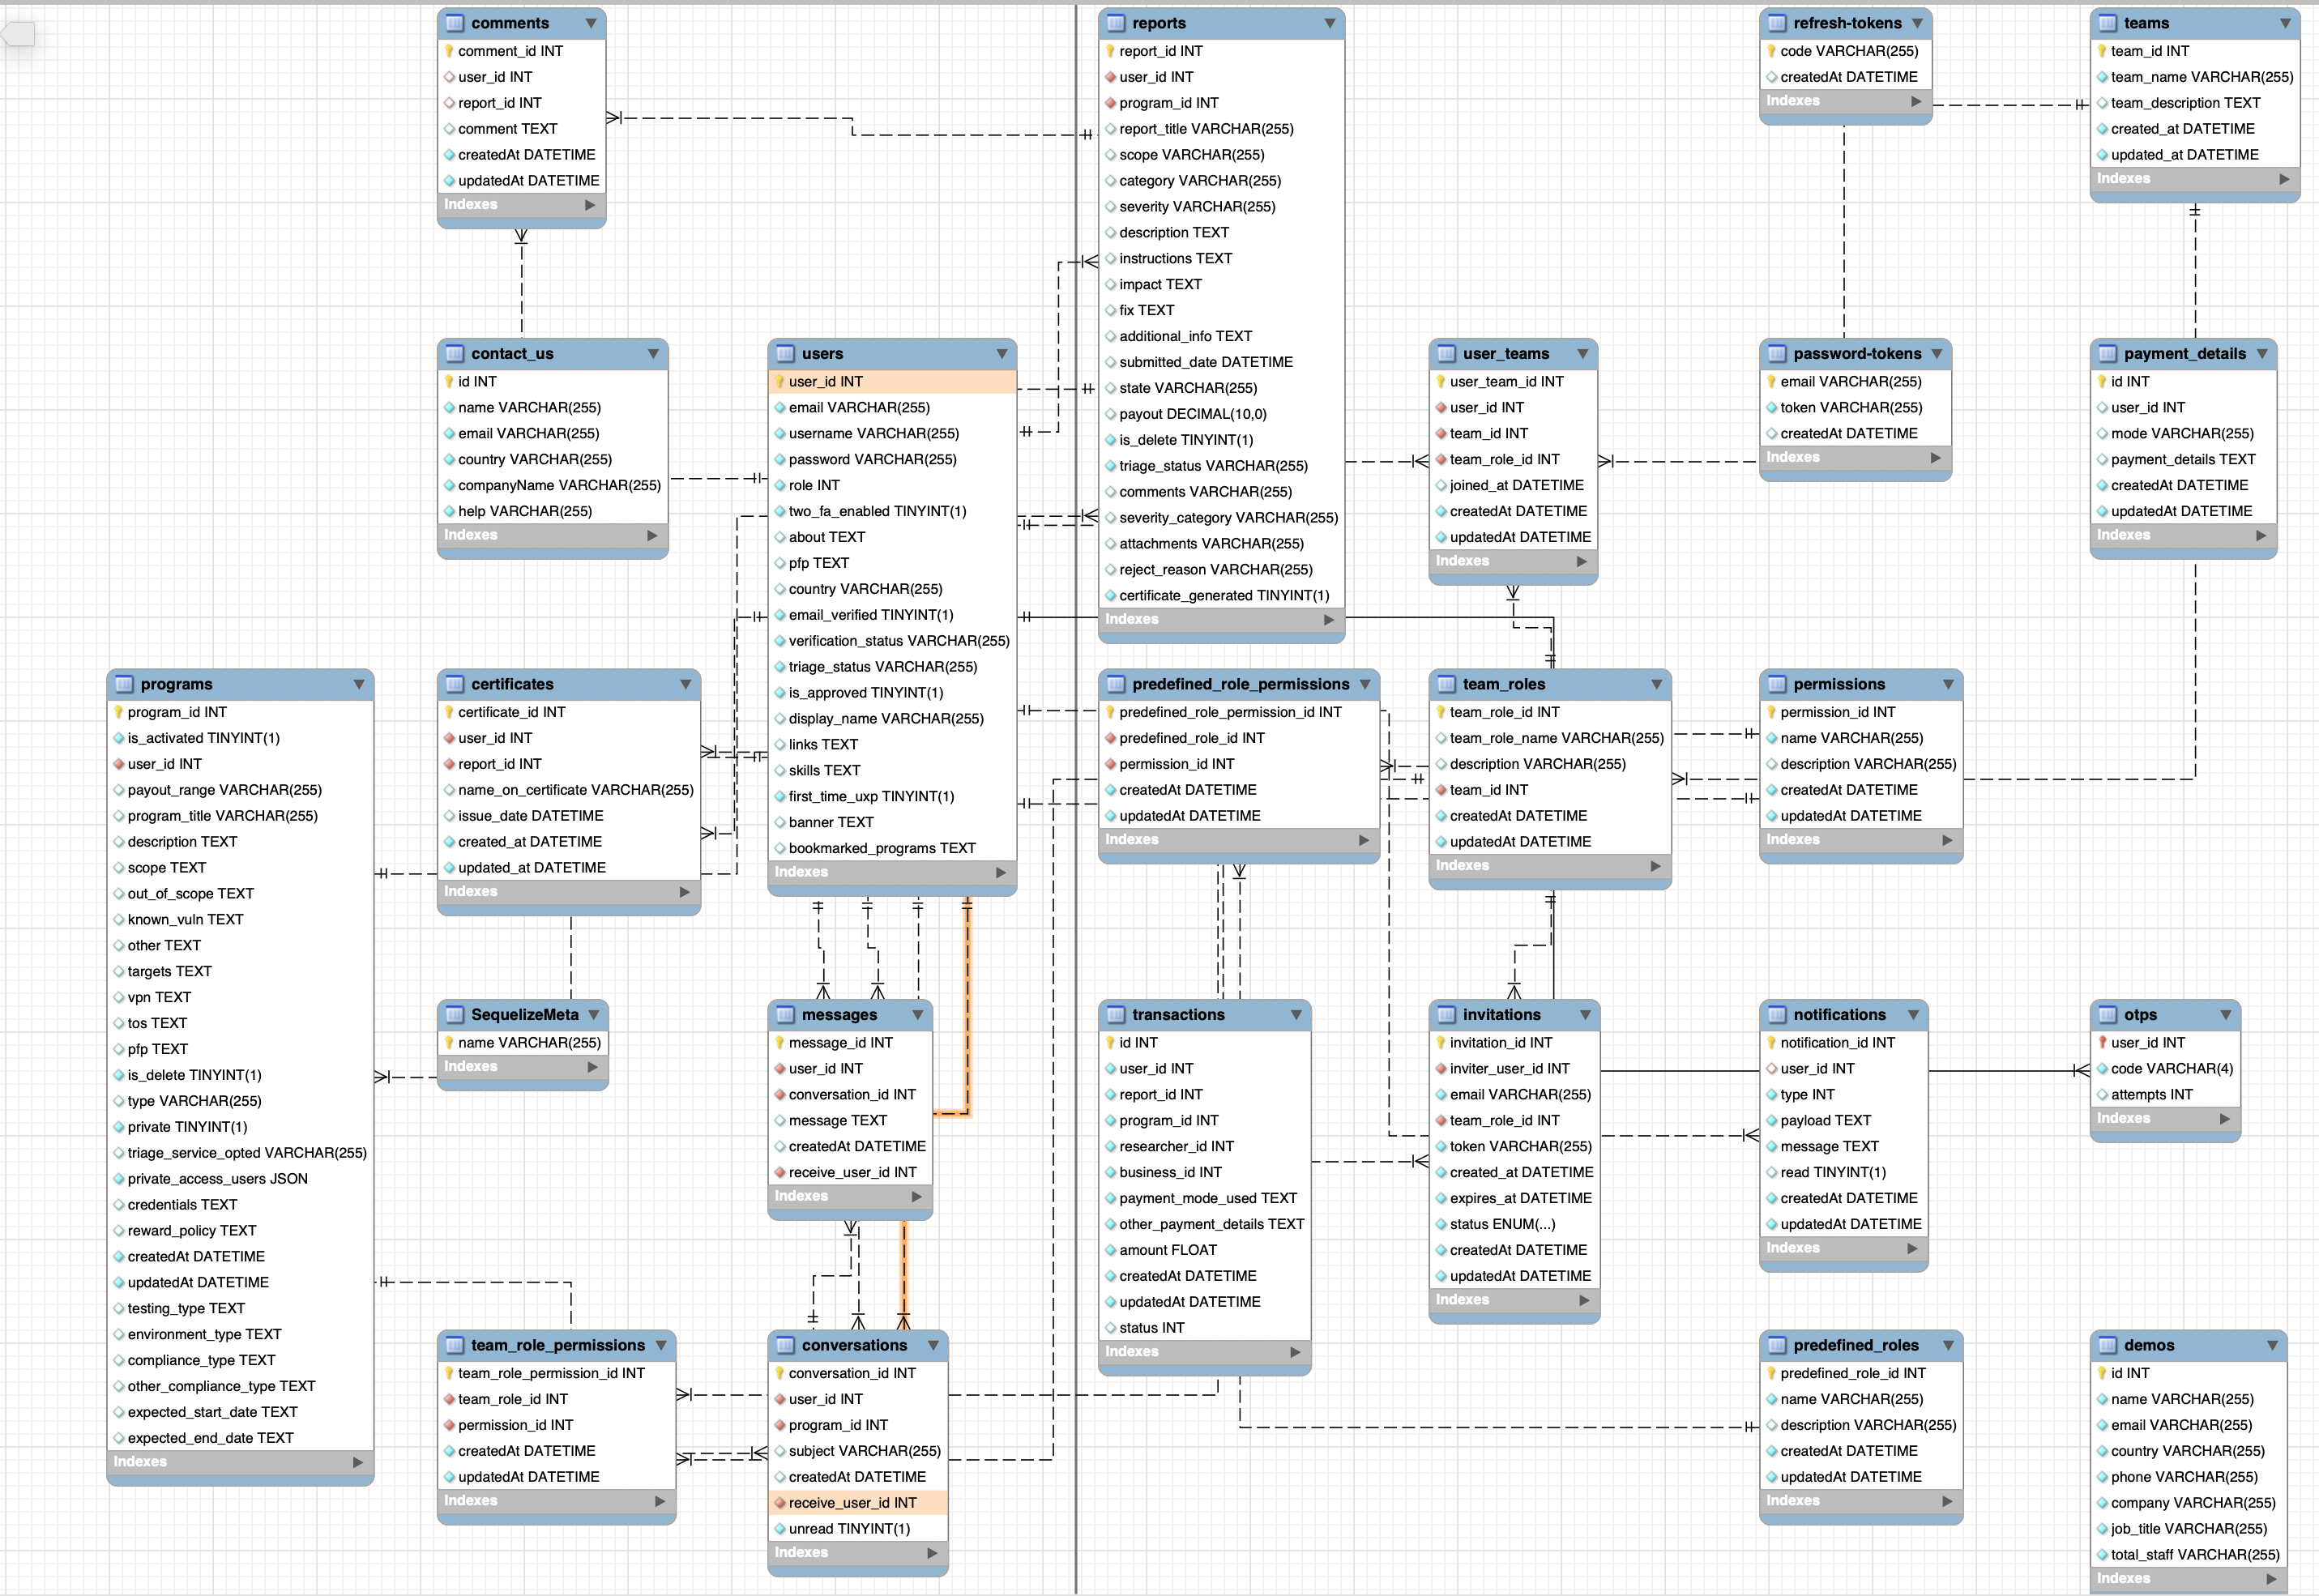 comments
comment_id INT
user_id INT
report_id INT
comment TEXT
createdAt DATETIME
updatedAt DATETIME
Indexes
reports
report_id INT
user_id INT
program_id INT
report_title VARCHAR(255)
scope VARCHAR(255)
category VARCHAR(255)
severity VARCHAR(255)
description TEXT
instructions TEXT
impact TEXT
fix TEXT
additional_info TEXT
submitted_date DATETIME
state VARCHAR(255)
payout DECIMAL(10,0)
is_delete TINYINT(1)
triage_status VARCHAR(255)
comments VARCHAR(255)
severity_category VARCHAR(255)
attachments VARCHAR(255)
reject_reason VARCHAR(255)
certificate_generated TINYINT(1)
Indexes
refresh-tokens
code VARCHAR(255)
createdAt DATETIME
Indexes
teams
team_id INT
team_name VARCHAR(255)
team_description TEXT
created_at DATETIME
updated_at DATETIME
Indexes
contact_us
id INT
name VARCHAR(255)
email VARCHAR(255)
country VARCHAR(255)
companyName VARCHAR(255)
help VARCHAR(255)
Indexes
users
user_id INT
email VARCHAR(255)
username VARCHAR(255)
password VARCHAR(255)
role INT
two_fa_enabled TINYINT(1)
about TEXT
pfp TEXT
country VARCHAR(255)
email_verified TINYINT(1)
verification_status VARCHAR(255)
triage_status VARCHAR(255)
is_approved TINYINT(1)
display_name VARCHAR(255)
links TEXT
skills TEXT
first_time_uxp TINYINT(1)
banner TEXT
bookmarked_programs TEXT
Indexes
user_teams
user_team_id INT
user_id INT
team_id INT
team_role_id INT
joined_at DATETIME
createdAt DATETIME
updatedAt DATETIME
Indexes
password-tokens
email VARCHAR(255)
token VARCHAR(255)
createdAt DATETIME
Indexes
payment_details
id INT
user_id INT
mode VARCHAR(255)
payment_details TEXT
createdAt DATETIME
updatedAt DATETIME
Indexes
programs
program_id INT
is_activated TINYINT(1)
user_id INT
payout_range VARCHAR(255)
program_title VARCHAR(255)
description TEXT
scope TEXT
out_of_scope TEXT
known_vuln TEXT
other TEXT
targets TEXT
vpn TEXT
tos TEXT
pfp TEXT
is_delete TINYINT(1)
type VARCHAR(255)
private TINYINT(1)
triage_service_opted VARCHAR(255)
private_access_users JSON
credentials TEXT
reward_policy TEXT
createdAt DATETIME
updatedAt DATETIME
testing_type TEXT
environment_type TEXT
compliance_type TEXT
other_compliance_type TEXT
expected_start_date TEXT
expected_end_date TEXT
Indexes
certificates
certificate_id INT
user_id INT
report_id INT
name_on_certificate VARCHAR(255)
issue_date DATETIME
created_at DATETIME
updated_at DATETIME
Indexes
predefined_role_permissions
predefined_role_permission_id INT
predefined_role_id INT
permission_id INT
createdAt DATETIME
updatedAt DATETIME
Indexes
team_roles
team_role_id INT
team_role_name VARCHAR(255)
description VARCHAR(255)
team_id INT
createdAt DATETIME
updatedAt DATETIME
Indexes
permissions
permission_id INT
name VARCHAR(255)
description VARCHAR(255)
createdAt DATETIME
updatedAt DATETIME
Indexes
SequelizeMeta
name VARCHAR(255)
Indexes
messages
message_id INT
user_id INT
conversation_id INT
message TEXT
createdAt DATETIME
receive_user_id INT
Indexes
transactions
id INT
user_id INT
report_id INT
program_id INT
researcher_id INT
business_id INT
payment_mode_used TEXT
other_payment_details TEXT
amount FLOAT
createdAt DATETIME
updatedAt DATETIME
status INT
Indexes
invitations
invitation_id INT
inviter_user_id INT
email VARCHAR(255)
team_role_id INT
token VARCHAR(255)
created_at DATETIME
expires_at DATETIME
status ENUM(...)
createdAt DATETIME
updatedAt DATETIME
Indexes
notifications
notification_id INT
user_id INT
type INT
payload TEXT
message TEXT
read TINYINT(1)
createdAt DATETIME
updatedAt DATETIME
Indexes
otps
user_id INT
code VARCHAR(4)
attempts INT
Indexes
team_role_permissions
team_role_permission_id INT
team_role_id INT
permission_id INT
createdAt DATETIME
updatedAt DATETIME
Indexes
conversations
conversation_id INT
user_id INT
program_id INT
subject VARCHAR(255)
createdAt DATETIME
receive_user_id INT
unread TINYINT(1)
Indexes
predefined_roles
predefined_role_id INT
name VARCHAR(255)
description VARCHAR(255)
createdAt DATETIME
updatedAt DATETIME
Indexes
demos
id INT
name VARCHAR(255)
email VARCHAR(255)
country VARCHAR(255)
phone VARCHAR(255)
company VARCHAR(255)
job_title VARCHAR(255)
total_staff VARCHAR(255)
Indexes